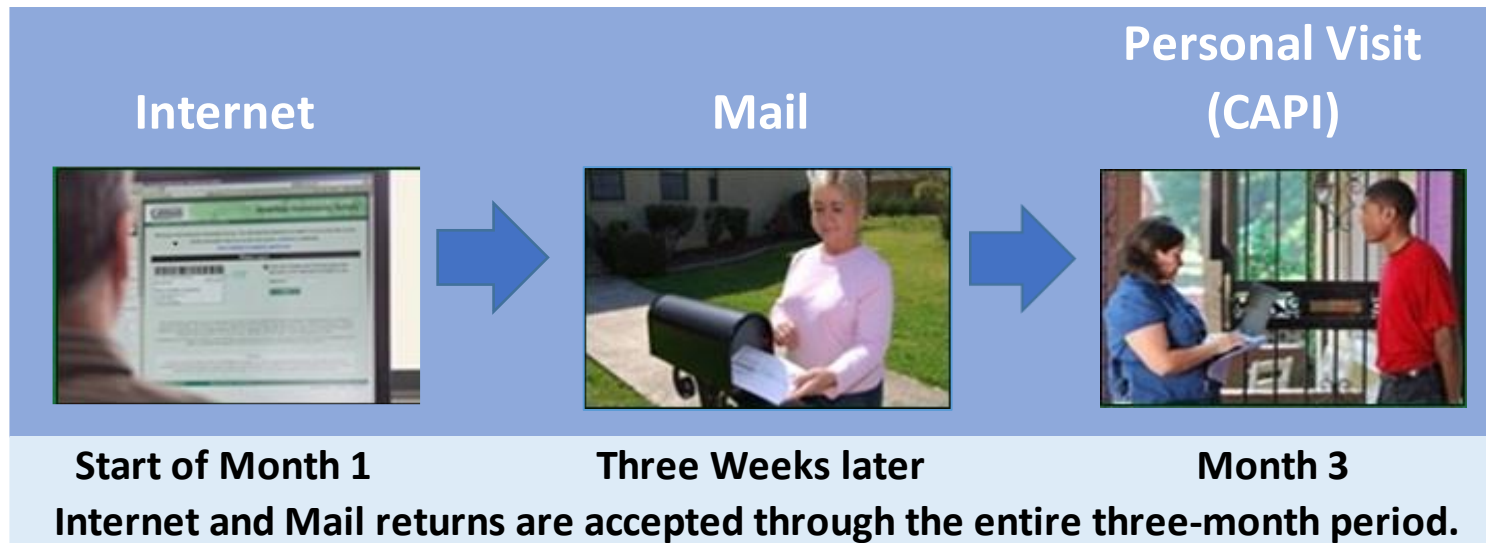 Internet
Mail
Personal Visit
(CAPI)
Start of Month 1
Three Weeks later
Month 3
Internet and Mail returns are accepted through the entire three-month period.